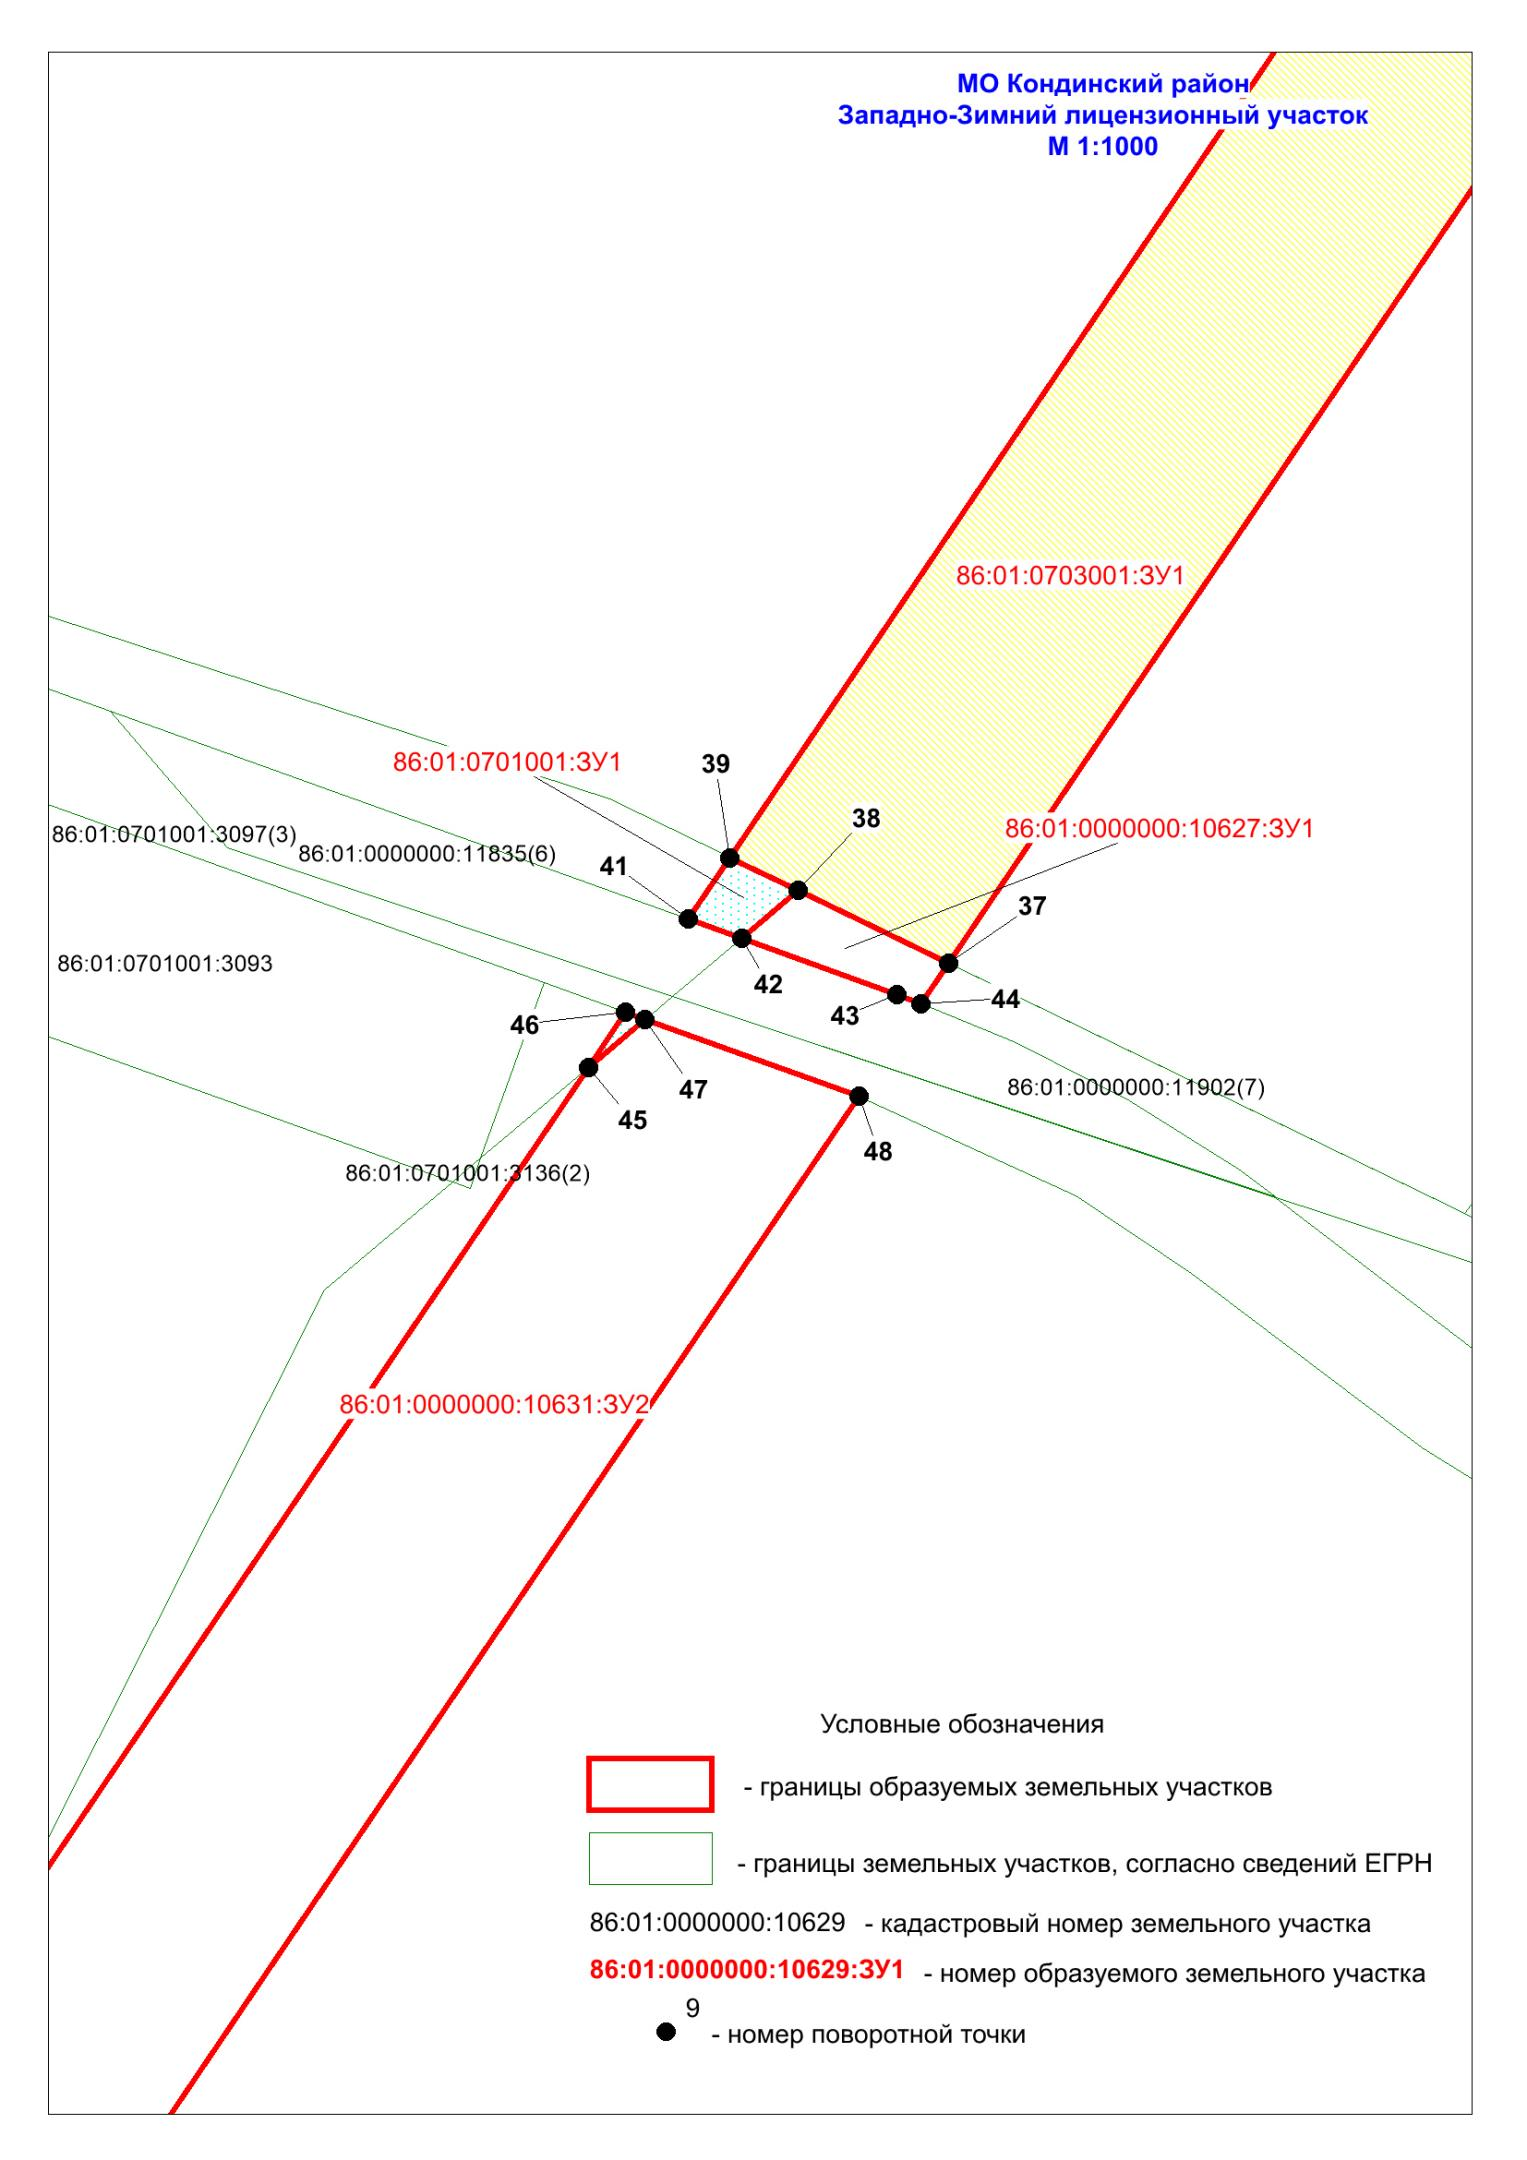 МО Кондинский район
Западно-Зимний лицензионный участок
М 1:1000
86:01:0703001:ЗУ1
86:01:0701001:ЗУ1
39
38
86:01:0000000:10627:ЗУ1
86:01:0701001:3097(3)
86:01:0000000:11835(6)
41
37
86:01:0701001:3093
42
44
43
46
47
86:01:0000000:11902(7)
45
48
86:01:0701001:3136(2)
86:01:0000000:10631:ЗУ2
Условные обозначения
- границы образуемых земельных участков
- границы земельных участков, согласно сведений ЕГРН
86:01:0000000:10629 - кадастровый номер земельного участка
86:01:0000000:10629:ЗУ1 - номер образуемого земельного участка
9
- номер поворотной точки